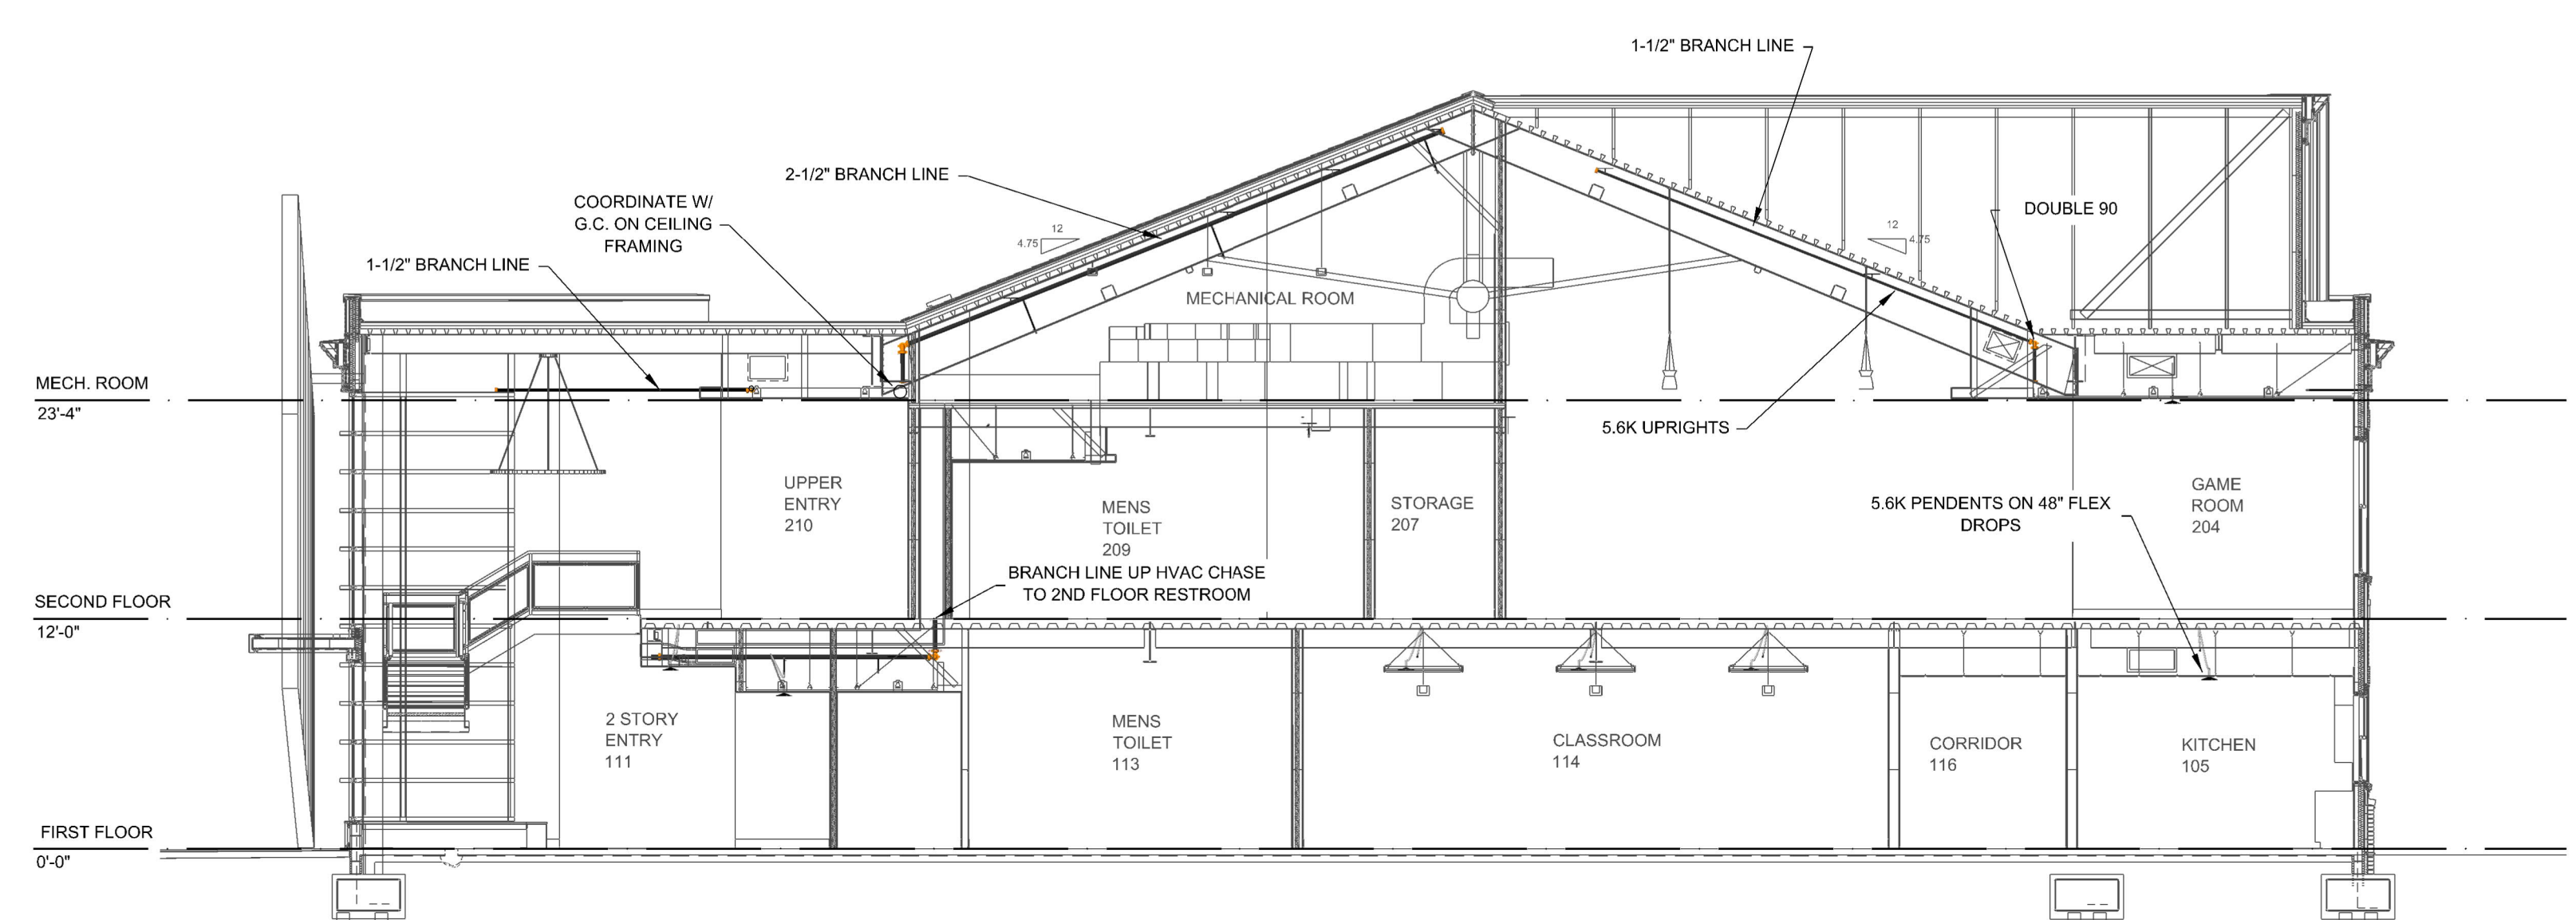 1-1/2" BRANCH LINE
2-1/2" BRANCH LINE
COORDINATE W/
G.C. ON CEILING
FRAMING
DOUBLE 90
12
4.75
12
4.75
1-1/2" BRANCH LINE
MECHANICAL ROOM
MECH. ROOM
23'-4"
5.6K UPRIGHTS
UPPER
ENTRY
210
MENS
TOILET
209
STORAGE
207
5.6K PENDENTS ON 48" FLEX
DROPS
GAME
ROOM
204
BRANCH LINE UP HVAC CHASE
TO 2ND FLOOR RESTROOM
SECOND FLOOR
12'-0"
2 STORY
ENTRY
111
MENS
TOILET
113
CLASSROOM
114
CORRIDOR
116
KITCHEN
105
FIRST FLOOR
0'-0"